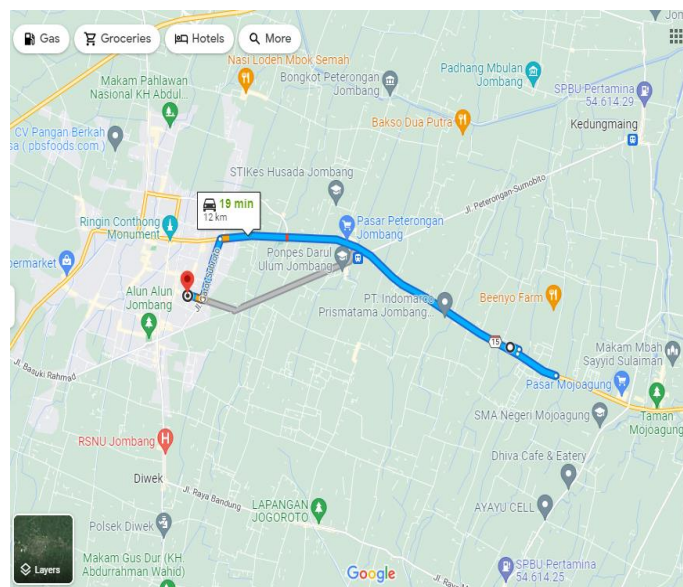 Gas
Groceries
Hotels
More
Nasi Lodeh Mbok Semah
Makam Pahlawan
Nasional KH Abdul...
Bongkot Peterongan
Jombang
Padhang Mbulan
Jombang
SPBU Pertamina
54.614.29
Kedungmaing
CV Pangan Berkah
sa ( pbsfoods.com )
Bakso Dua Putra
STIKes Husada Jombang
Jl. Peterongan-Sumobito
19 min
12 km
Ringin Conthong
Monument
Pasar Peterongan
Jombang
Ponpes Darul
Ulum Jombang
permarket
Alun Alun
Jombang
PT. Indomarco
Prismatama Jombang...
Beenyo Farm
15
Makam Mbah
Sayyid Sulaiman
Jl. Basuki Rahmad
Pasar Mojoagung
Taman
Mojoagung
SMA Negeri Mojoagung
RSNU Jombang
Diwek
Dhiva Cafe & Eatery
Jl. Raya Bandung
LAPANGAN
JOGOROTO
AYAYU CELL
Polsek Diwek
Layers
Makam Gus Dur (KH.
Abdurrahman Wahid)
Google
SPBU Pertamina
54.614.25